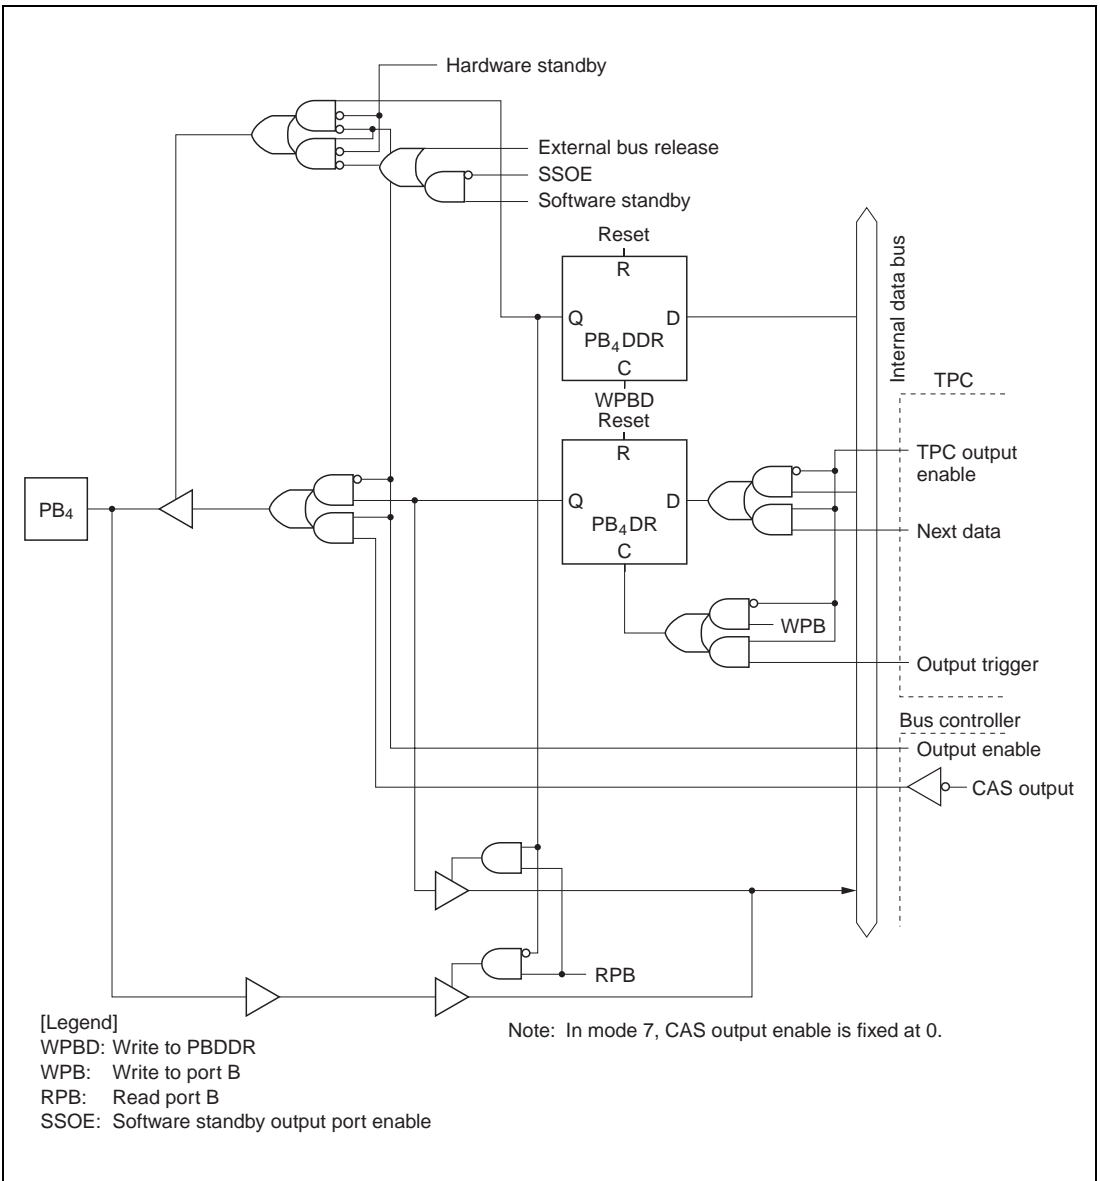 Hardware standby
External bus release
SSOE
Software standby
Reset
R
Q
D
PB4DDR
C
WPBD
Internal data bus
TPC
Reset
R
Q
D
PB4DR
C
TPC output
enable
Next data
PB4
WPB
Output trigger
Bus controller
Output enable
CAS output
RPB
[Legend]
WPBD: Write to PBDDR
WPB: Write to port B
RPB: Read port B
SSOE: Software standby output port enable
Note: In mode 7, CAS output enable is fixed at 0.